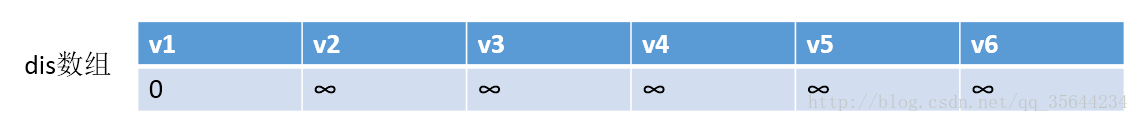 v1 v2 v3 v4 v5 v6
dis数组
0 ∞ ∞ ∞ ∞ ∞
http://blog.csdn.net/qq_35644234